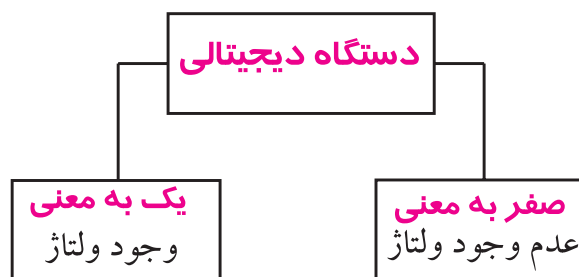 دستگاه دیجیتالی
صفر به معنی
عدم وجود ولتاژ
یک به معنی
وجود ولتاژ